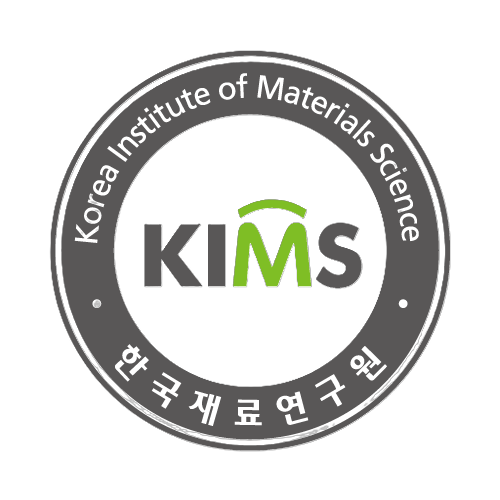 Korea Institute of Materials Science
KIMS
한국재료연구원